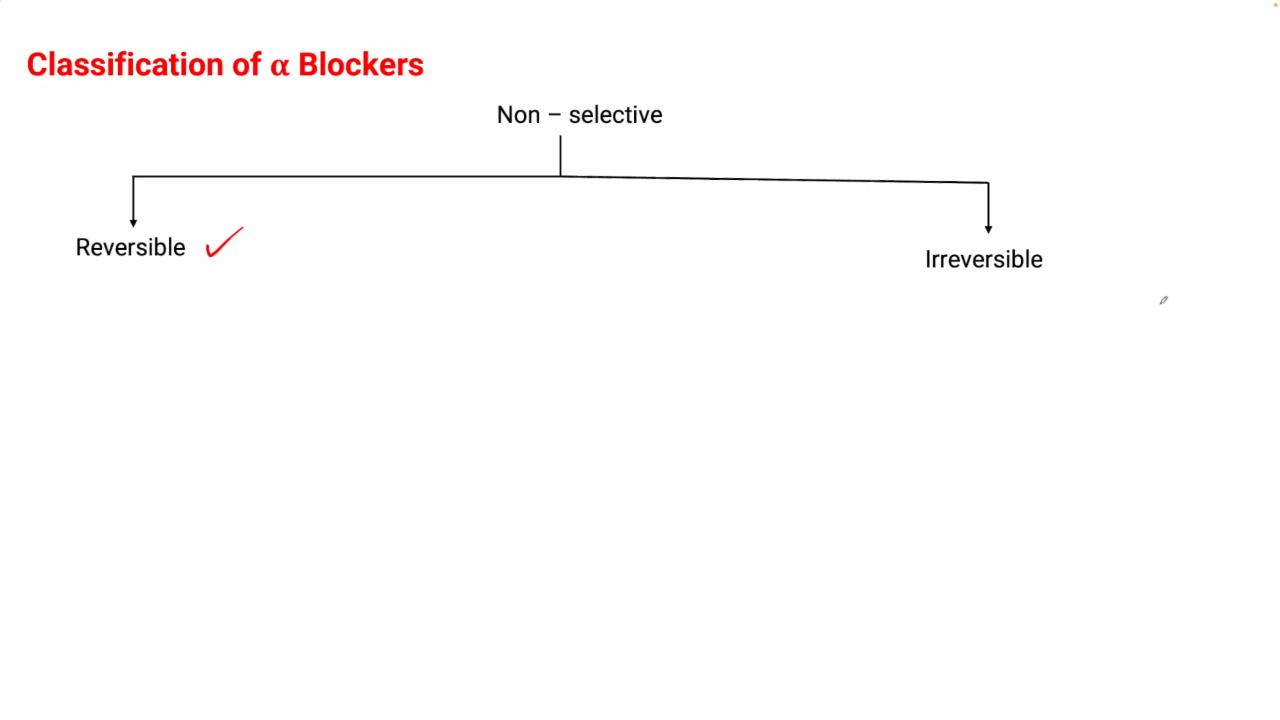 Classification of α Blockers
Non – selective
Reversible
Irreversible